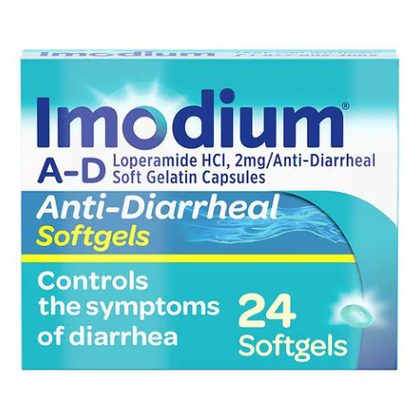 Imodium®
A-D Loperamide HCl, 2mg/Anti-Diarrheal
Soft Gelatin Capsules
Anti-Diarrheal
Softgels
Controls
the symptoms
of diarrhea
24
Softgels